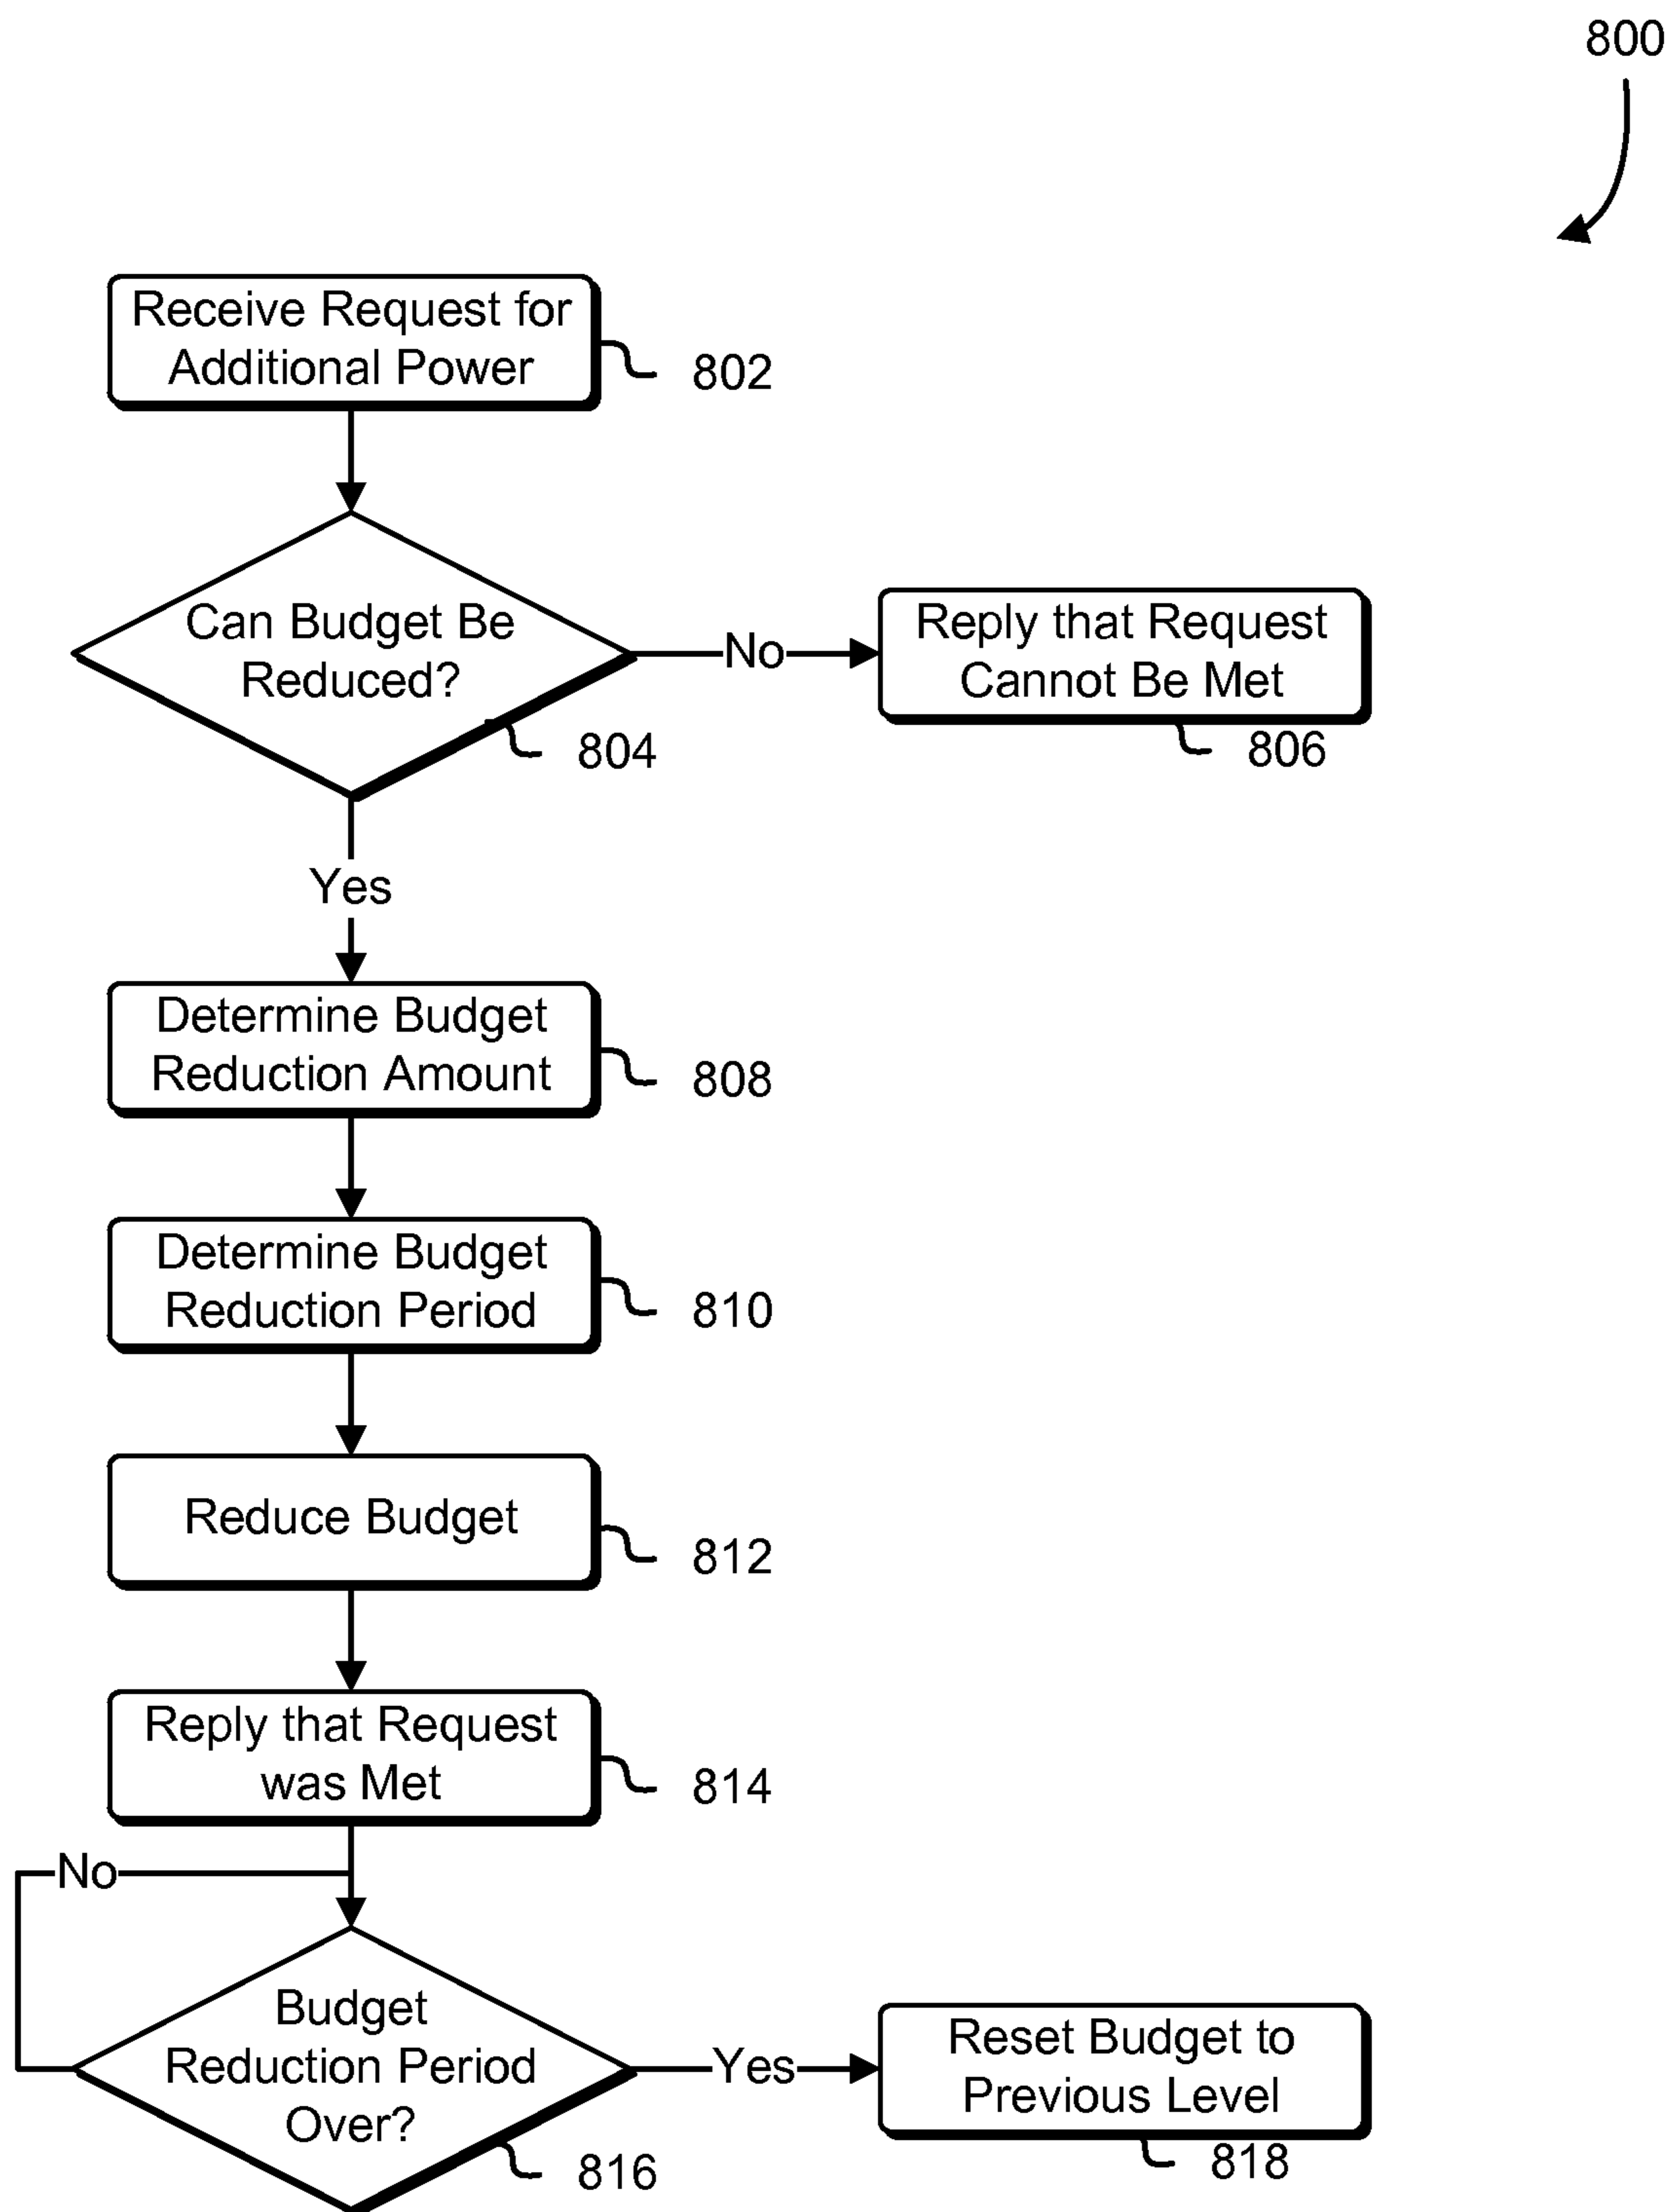 800
Receive Request for
Additional Power
802
Can Budget Be
Reduced?
804
No
Reply that Request
Cannot Be Met
806
Yes
Determine Budget
Reduction Amount
808
Determine Budget
Reduction Period
810
Reduce Budget
812
Reply that Request
was Met
814
No
Budget
Reduction Period
Over?
816
Yes
Reset Budget to
Previous Level
818